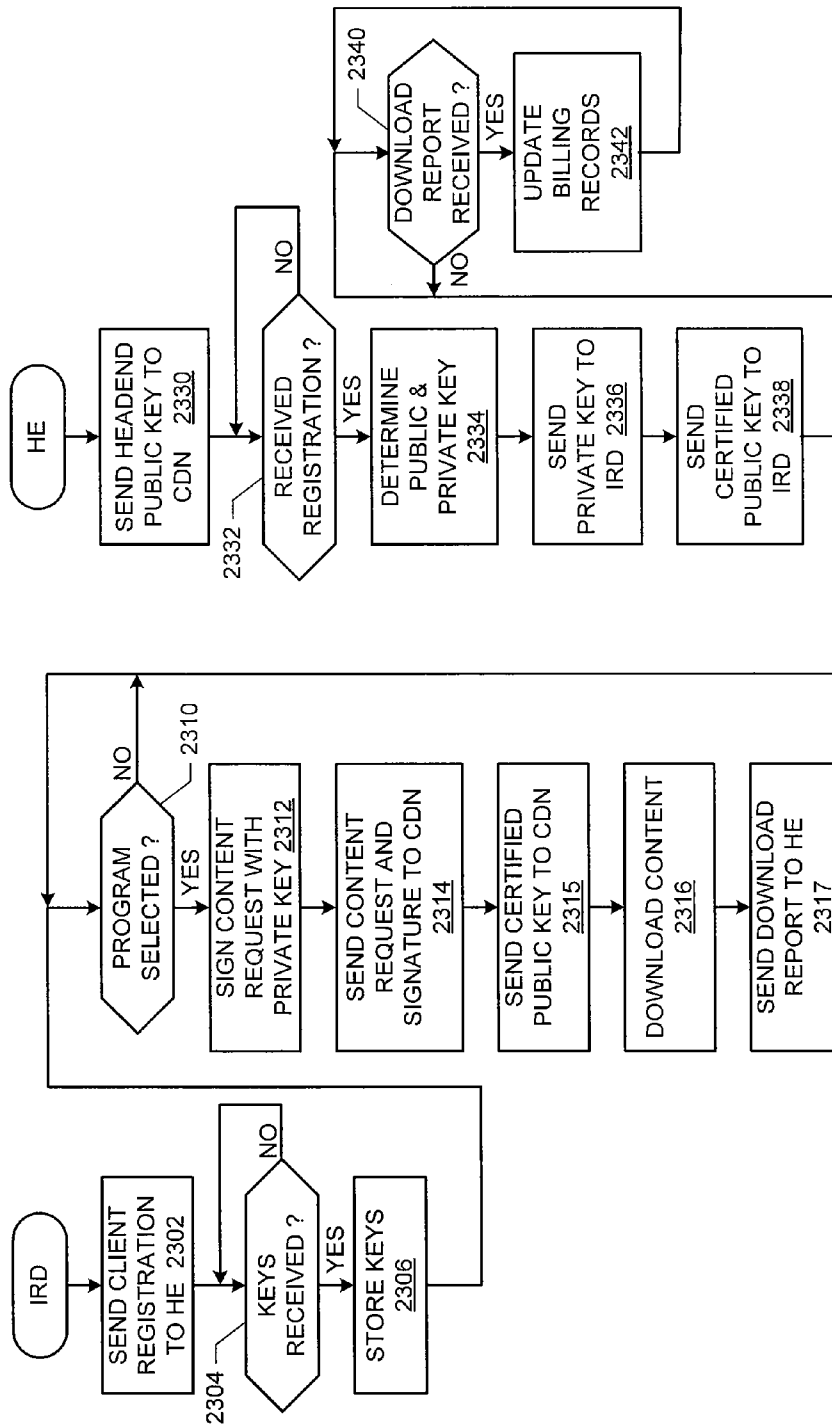 IRD
SEND CLIENT
REGISTRATION
TO HE 2302
2304
KEYS
RECEIVED ?
NO
YES
STORE KEYS
2306
PROGRAM
SELECTED ?
NO
2310
YES
SIGN CONTENT
REQUEST WITH
PRIVATE KEY 2312
SEND CONTENT
REQUEST AND
SIGNATURE TO CDN
2314
SEND CERTIFIED
PUBLIC KEY TO CDN
2315
DOWNLOAD CONTENT
2316
SEND DOWNLOAD
REPORT TO HE
2317
HE
SEND HEADEND
PUBLIC KEY TO
CDN 2330
2332
RECEIVED
REGISTRATION ?
NO
YES
DETERMINE
PUBLIC &
PRIVATE KEY
2334
SEND
PRIVATE KEY TO
IRD 2336
SEND
CERTIFIED
PUBLIC KEY TO
IRD 2338
2340
DOWNLOAD
REPORT
RECEIVED ?
NO
YES
UPDATE
BILLING
RECORDS
2342